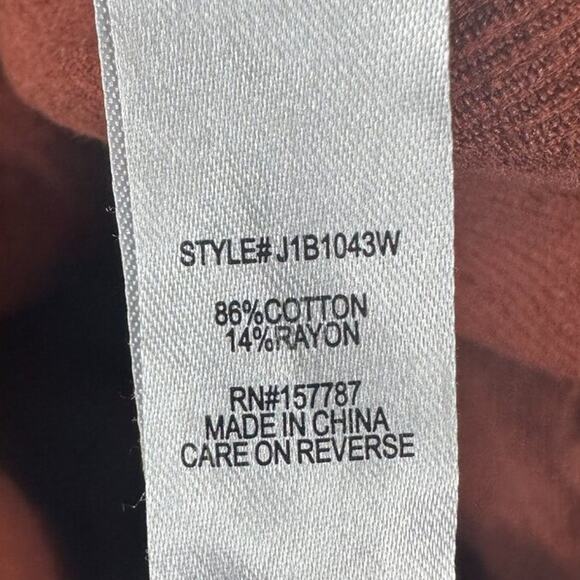 STYLE# J1B1043W
86%COTTON
14%RAYON
RN#157787
MADE IN CHINA
CARE ON REVERSE